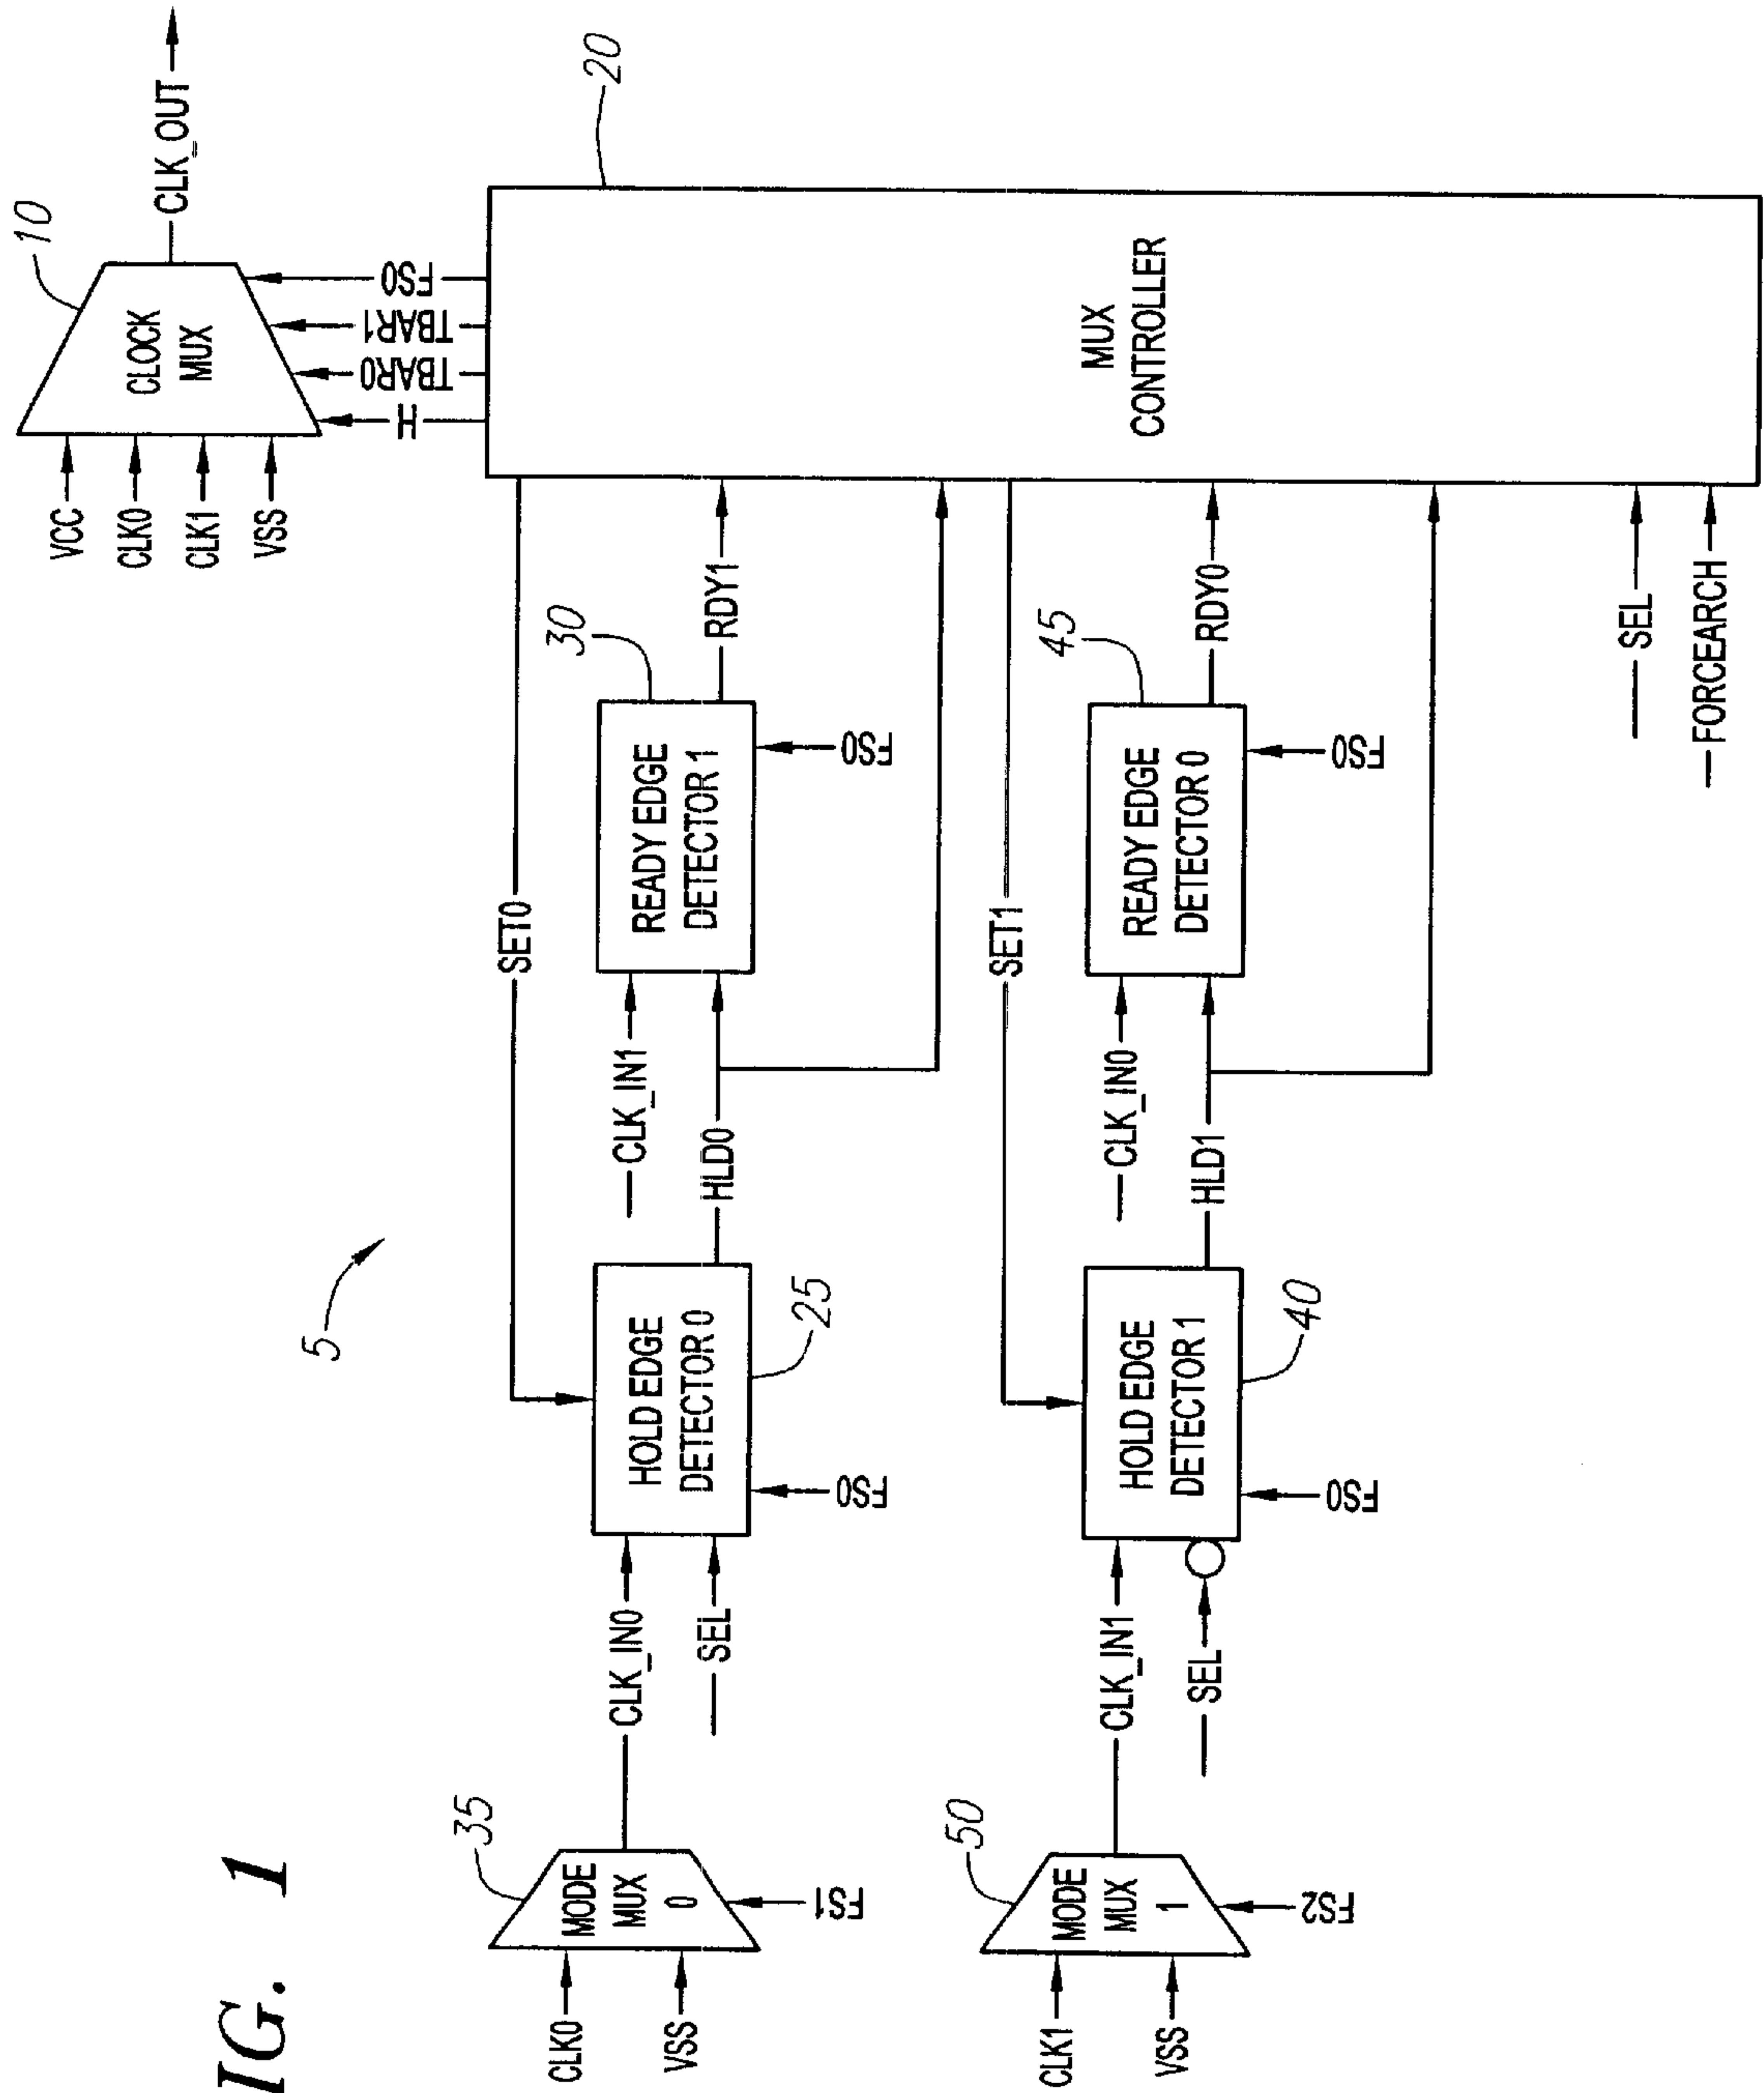 IG. 1
5
10
VCC
CLK0
CLK1
VSS
CLOCK
MUX
CLK_OUT
H
TBAR0
TBAR1
FS0
20
MUX
CONTROLLER
SET0
35
CLK0
VSS
MODE
MUX
0
FS1
CLK_IN0
SEL
HOLD EDGE
DETECTOR 0
25
FS0
HLD0
CLK_IN1
30
READY EDGE
DETECTOR 1
FS0
RDY1
SET1
50
CLK1
VSS
MODE
MUX
1
FS2
CLK_IN1
SEL
HOLD EDGE
DETECTOR 1
40
FS0
HLD1
CLK_IN0
45
READY EDGE
DETECTOR 0
FS0
RDY0
SEL
FORCEARCH